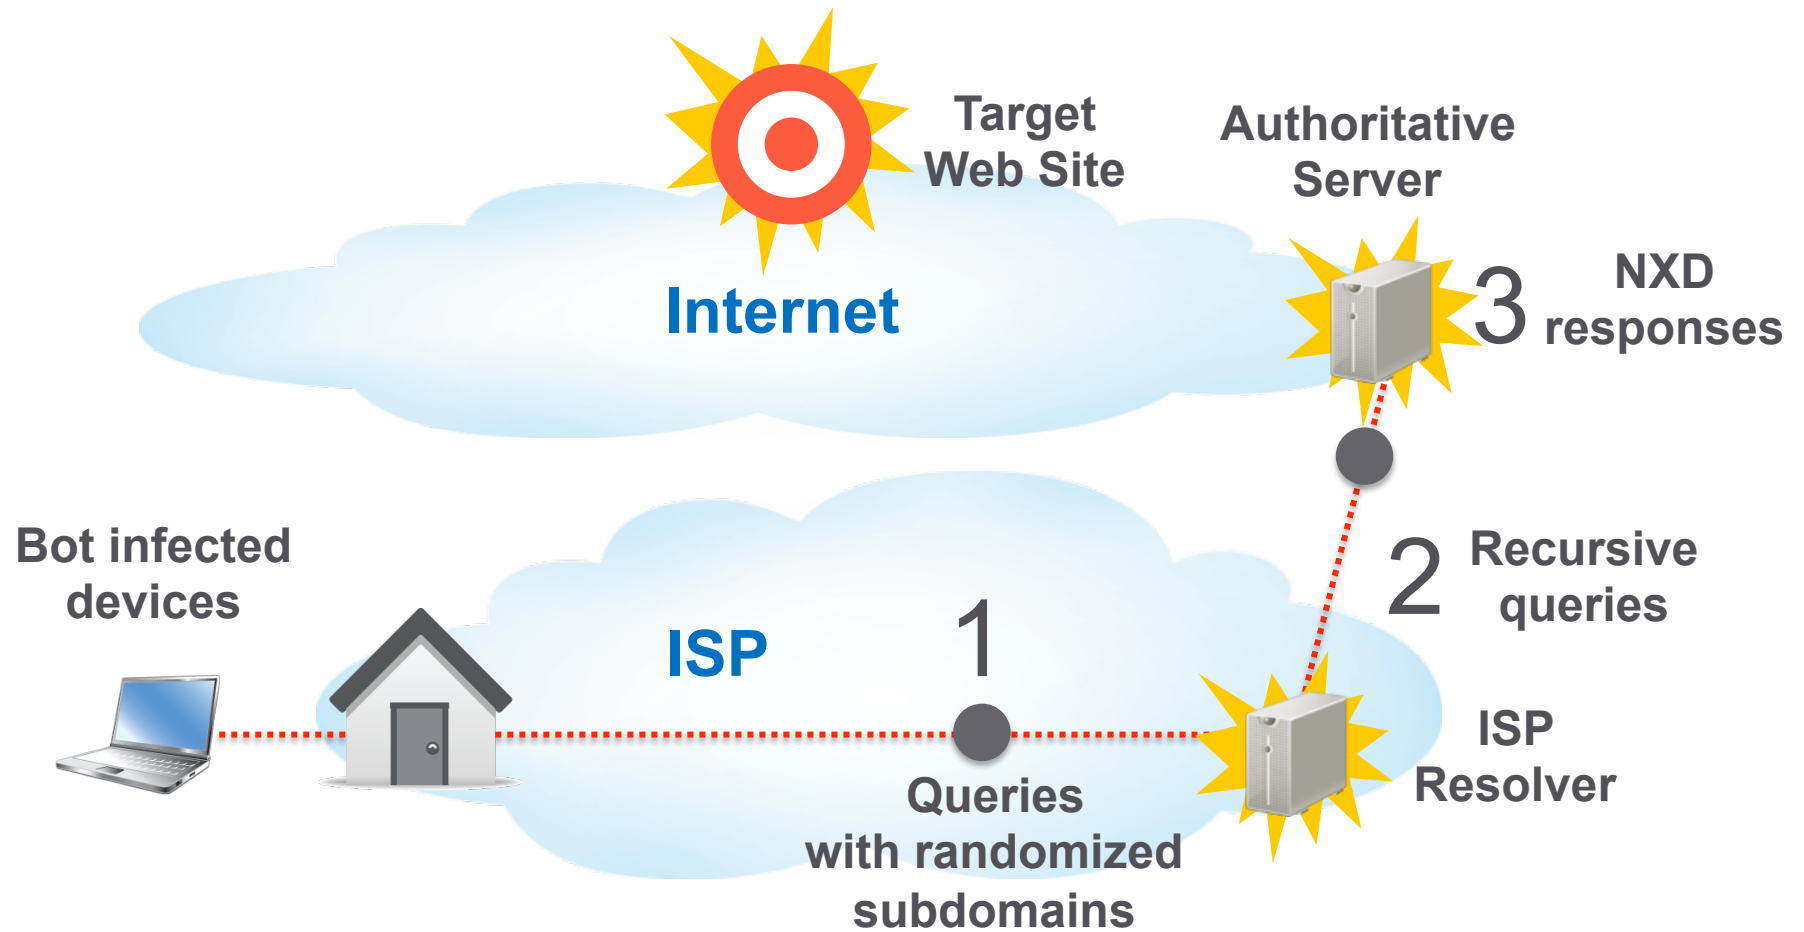 Target
Web Site
Authoritative
Server
Internet
3
NXD
responses
Bot infected
devices
2
Recursive
queries
ISP
1
ISP
Resolver
Queries
with randomized
subdomains